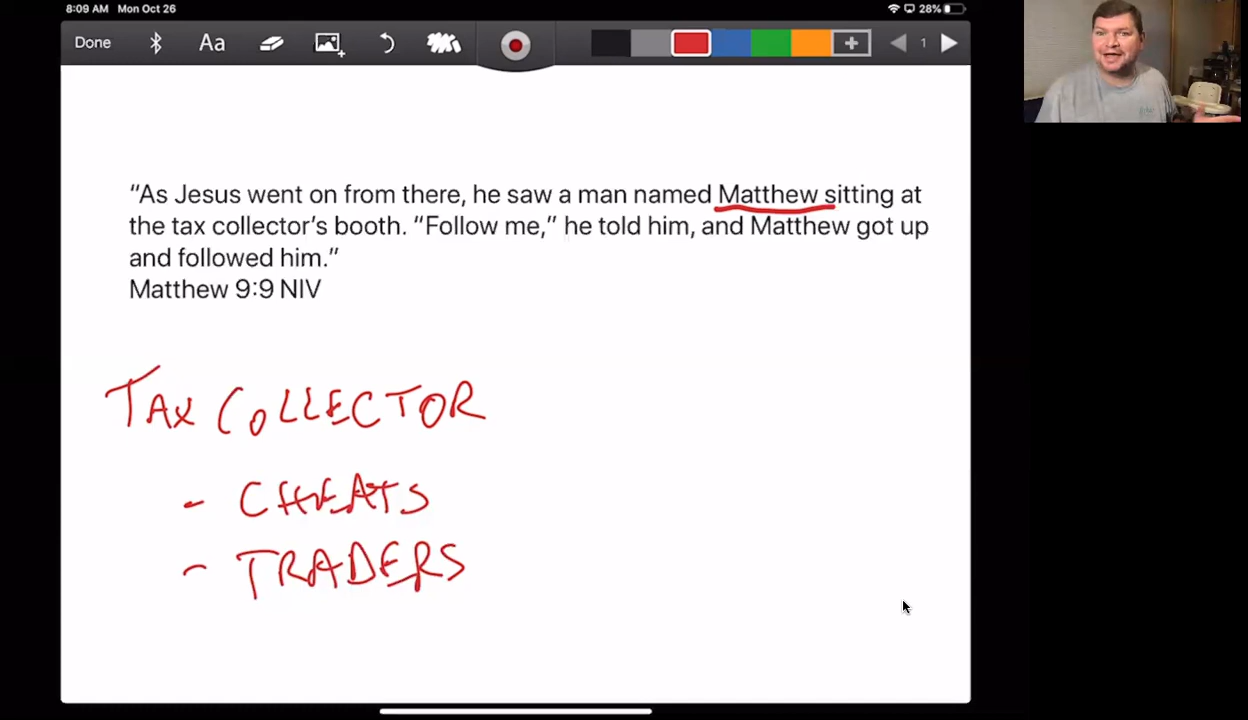 8:09 AM Mon Oct 26
28%
Done
Aa
1
“As Jesus went on from there, he saw a man named Matthew sitting at
the tax collector’s booth. “Follow me,” he told him, and Matthew got up
and followed him.”
Matthew 9:9 NIV
TAX COLLECTOR
- CHEATS
- TRADERS